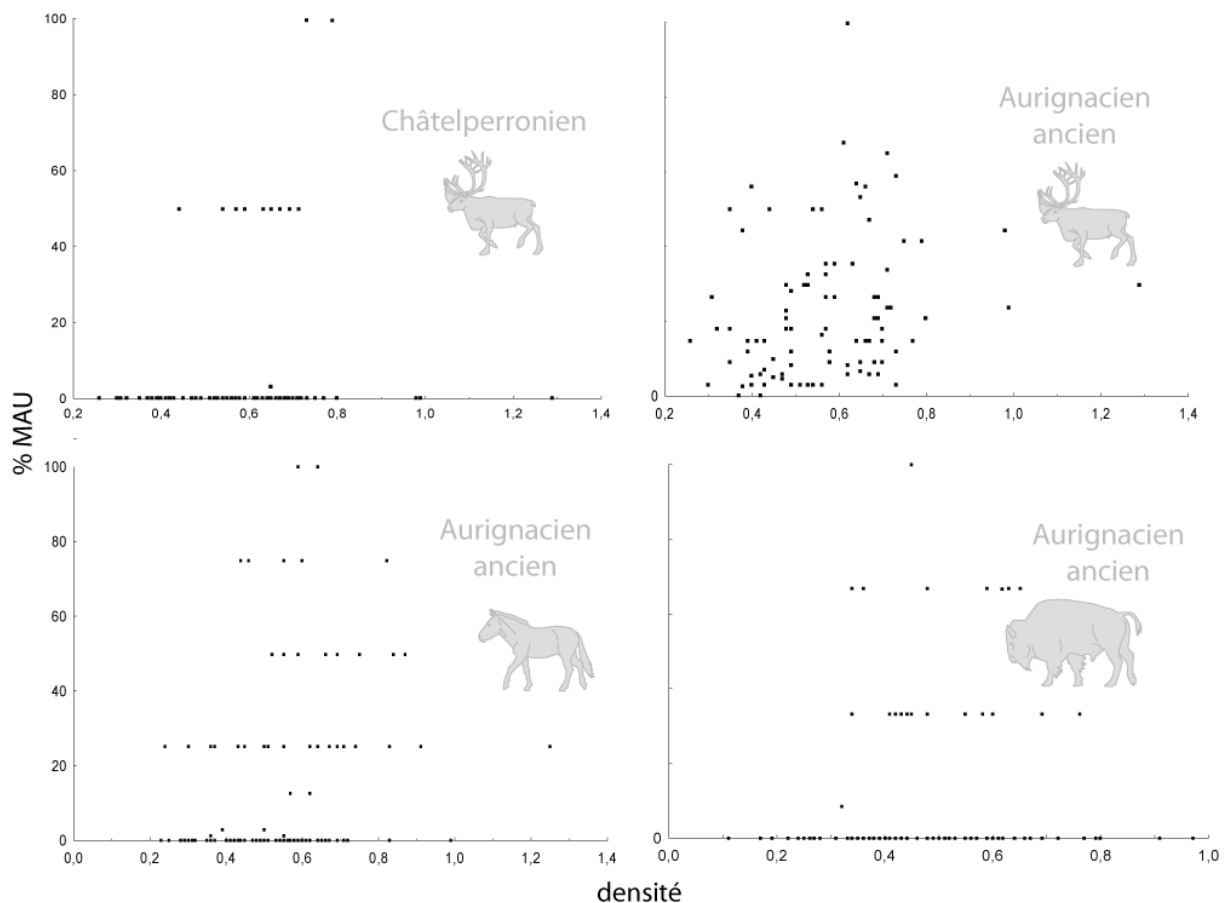 100
80
60
40
20
0
0,2 0,4 0,6 0,8 1,0 1,2 1,4
Châtelperronien
Aurignacien
ancien
0
0,2 0,4 0,6 0,8 1,0 1,2 1,4
% MAU
100
80
60
40
20
0
0,0 0,2 0,4 0,6 0,8 1,0 1,2 1,4
Aurignacien
ancien
Aurignacien
ancien
0
0,0 0,2 0,4 0,6 0,8 1,0
densité